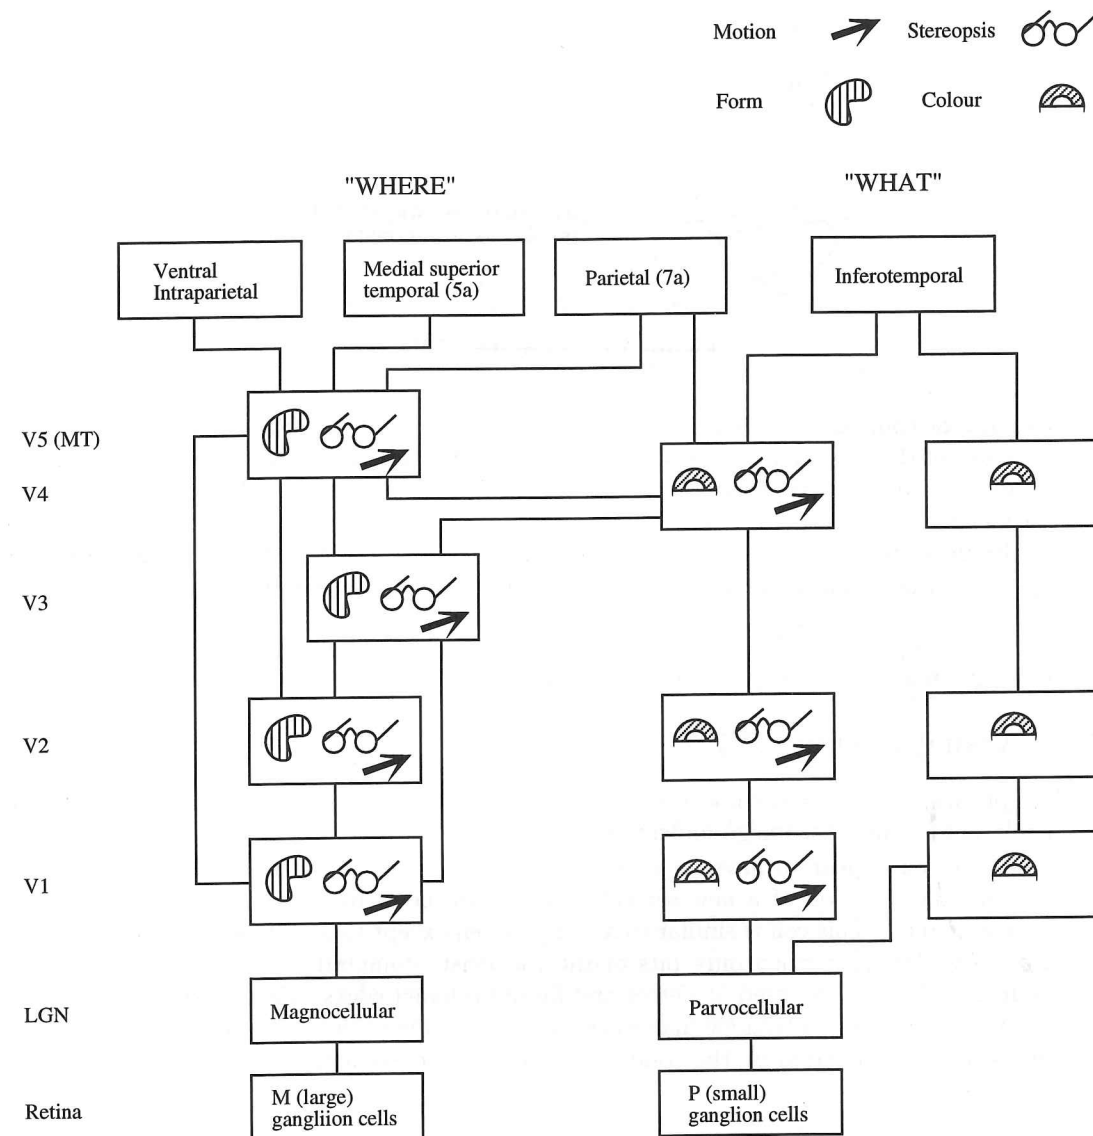 Motion
Stereopsis
Form
Colour
"WHERE"
"WHAT"
Ventral
Intraparietal
Medial superior
temporal (5a)
Parietal (7a)
Inferotemporal
V5 (MT)
V4
V3
V2
V1
LGN
Magnocellular
Parvocellular
Retina
M (large)
gangliion cells
P (small)
ganglion cells